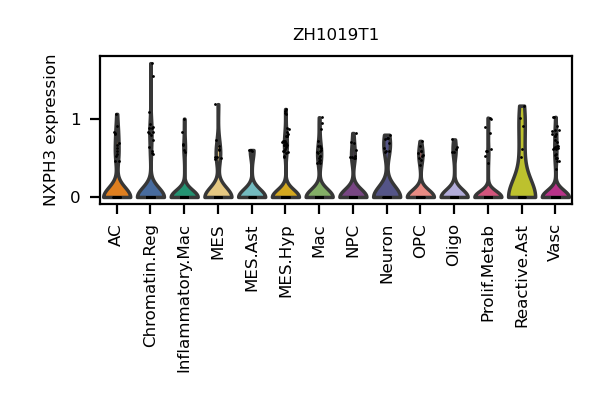 ZH1019T1
NXPH3 expression
1
0
AC
Chromatin.Reg
Inflammatory.Mac
MES
MES.Ast
MES.Hyp
Mac
NPC
Neuron
OPC
Oligo
Prolif.Metab
Reactive.Ast
Vasc